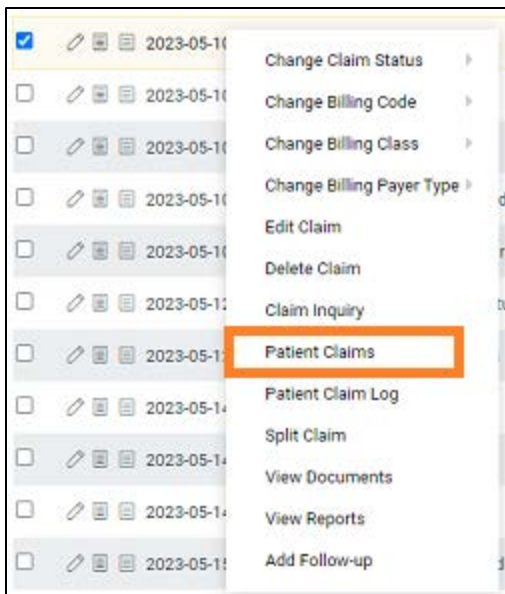 2023-05-10
Change Claim Status
2023-05-10
Change Billing Code
2023-05-10
Change Billing Class
2023-05-10
Change Billing Payer Type
Edit Claim
2023-05-10
Delete Claim
2023-05-12
Claim Inquiry
Patient Claims
Patient Claim Log
2023-05-14
Split Claim
2023-05-14
View Documents
2023-05-14
View Reports
2023-05-15
Add Follow-up